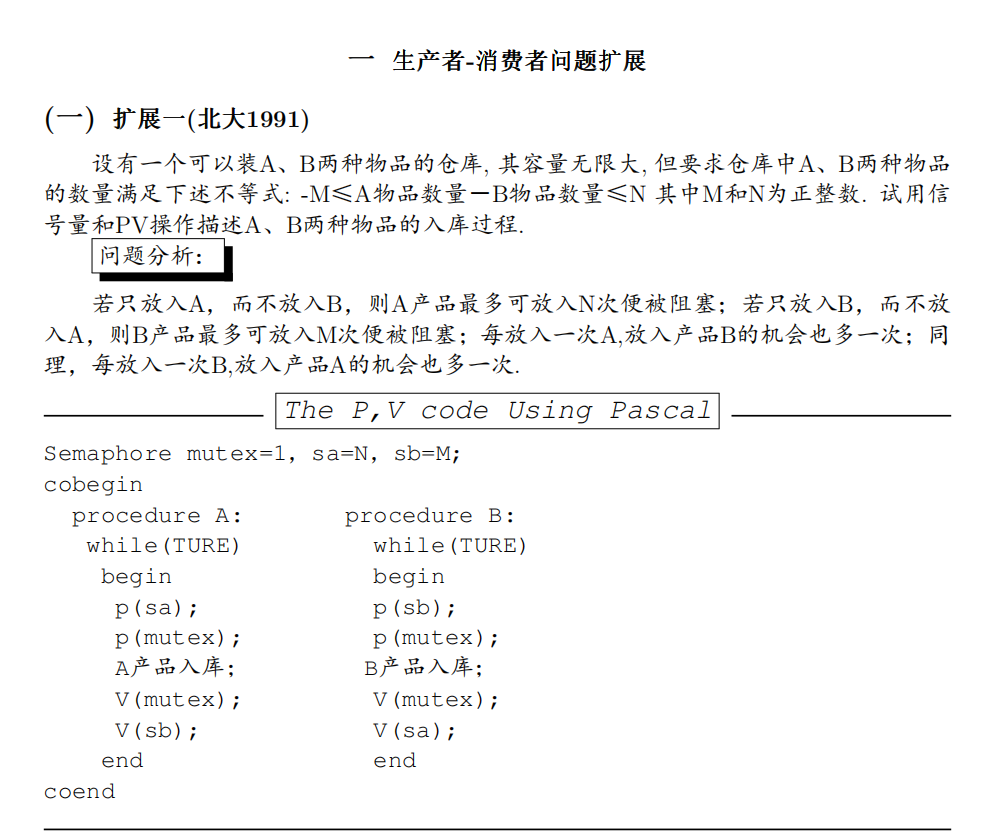 一 生产者-消费者问题扩展
(一) 扩展一(北大1991)
设有一个可以装A、B两种物品的仓库, 其容量无限大, 但要求仓库中A、B两种物品
的数量满足下述不等式: -M≤A物品数量－B物品数量≤N 其中M和N为正整数. 试用信
号量和PV操作描述A、B两种物品的入库过程.
问题分析：
若只放入A，而不放入B，则A产品最多可放入N次便被阻塞；若只放入B，而不放
入A，则B产品最多可放入M次便被阻塞；每放入一次A,放入产品B的机会也多一次；同
理，每放入一次B,放入产品A的机会也多一次.
The P,V code Using Pascal
Semaphore mutex=1, sa=N, sb=M;
cobegin
procedure A: procedure B:
while(TURE) while(TURE)
begin begin
p(sa); p(sb);
p(mutex); p(mutex);
A产品入库; B产品入库;
V(mutex); V(mutex);
V(sb); V(sa);
end end
coend